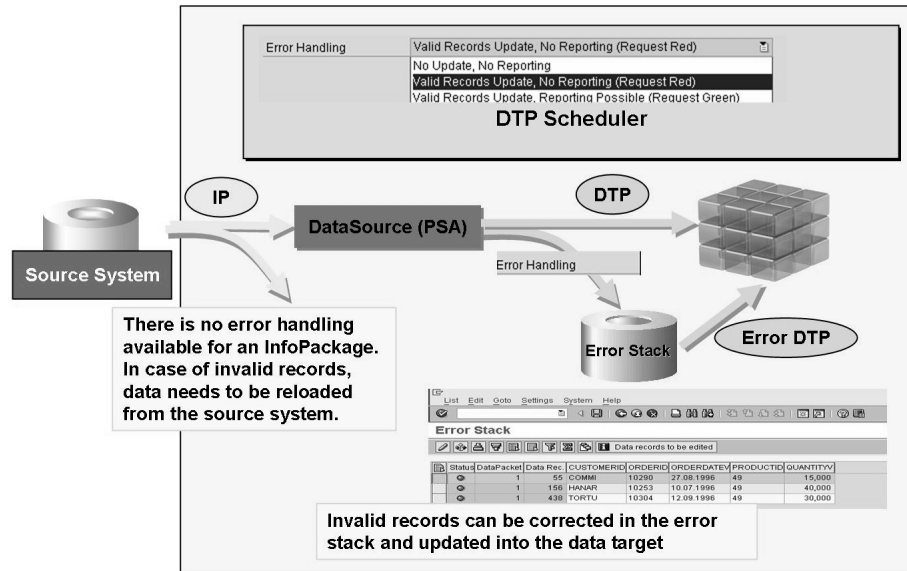 Error Handling
Valid Records Update, No Reporting (Request Red)
No Update, No Reporting
Valid Records Update, No Reporting (Request Red)
Valid Records Update, Reporting Possible (Request Green)
DTP Scheduler
IP
DTP
DataSource (PSA)
Source System
Error Handling
Error Stack
Error DTP
There is no error handling
available for an InfoPackage.
In case of invalid records,
data needs to be reloaded
from the source system.
List Edit Goto Settings System Help
Error Stack
Data records to be edited
Status DataPacket Data Rec. CUSTOMERID ORDERID ORDERDATEV PRODUCTID QUANTITYV
1 55 COMMI 10290 27.08.1996 49 15,000
1 156 HANAR 10253 10.07.1996 49 40,000
1 438 TORTU 10304 12.09.1996 49 30,000
Invalid records can be corrected in the error
stack and updated into the data target